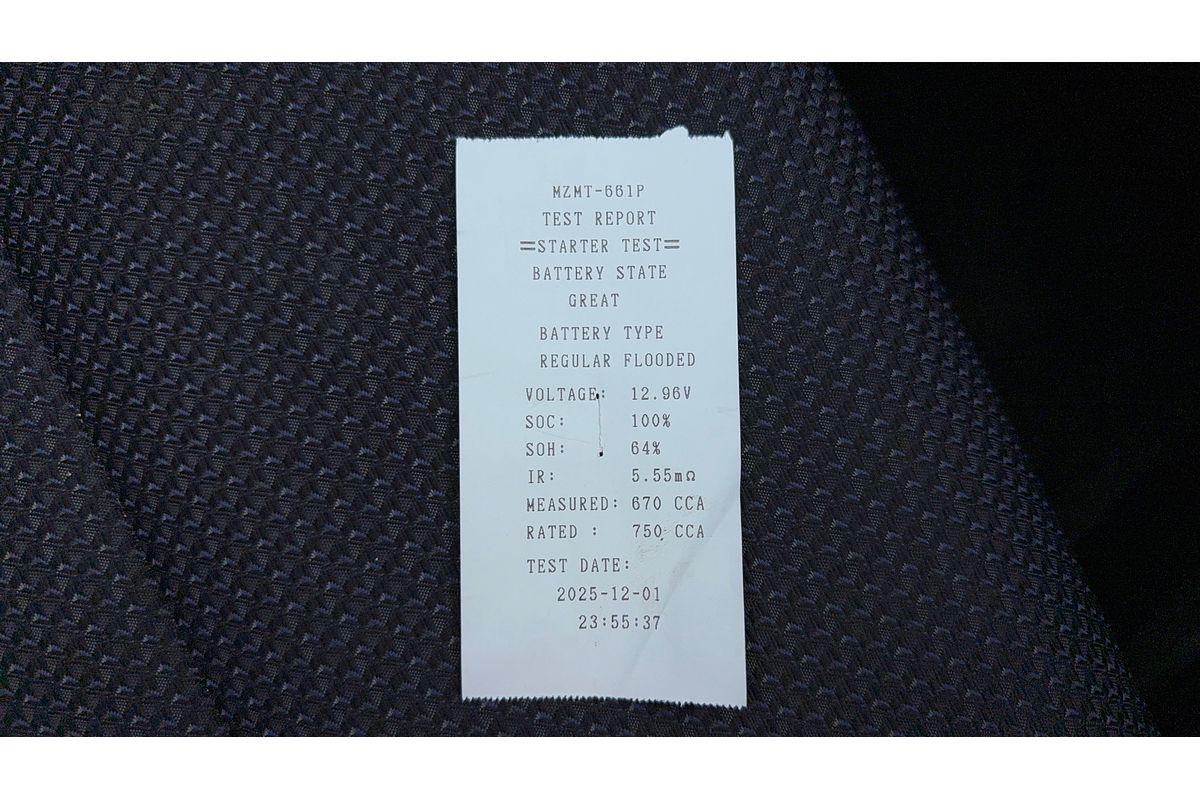 MZMT-661P
TEST REPORT
=STARTER TEST=
BATTERY STATE
GREAT
BATTERY TYPE
REGULAR FLOODED
VOLTAGE: 12.96V
SOC: 100%
SOH: 64%
IR: 5.55mΩ
MEASURED: 670 CCA
RATED : 750 CCA
TEST DATE:
2025-12-01
23:55:37